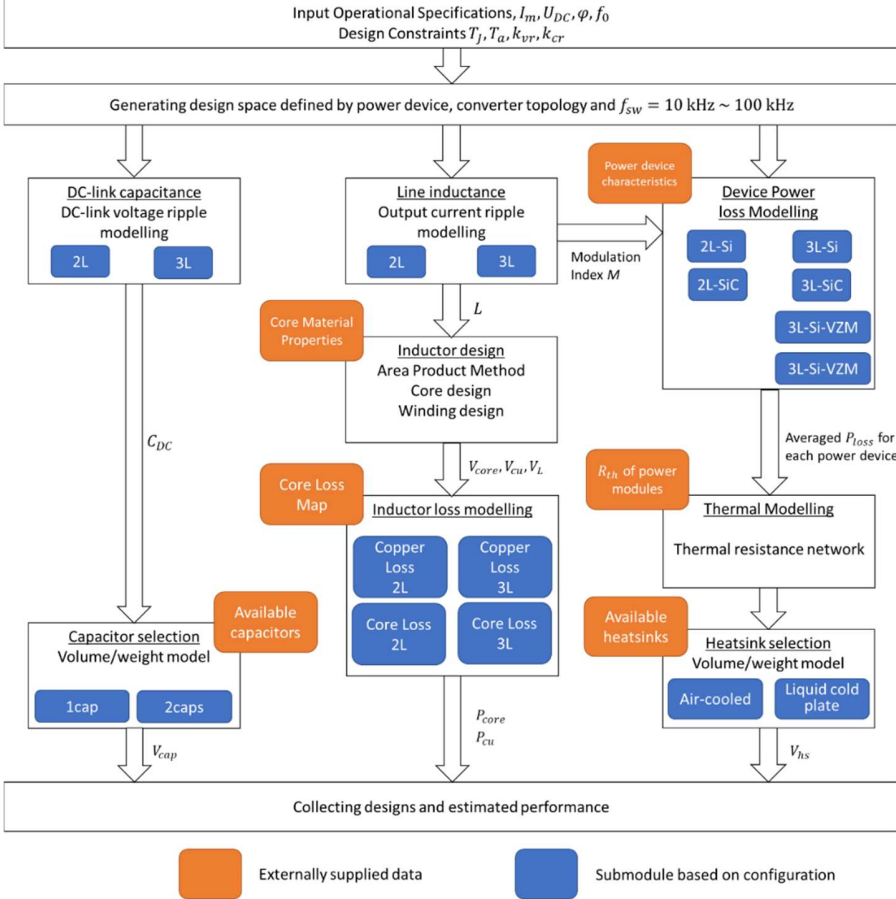 Input Operational Specifications, I_m, U_DC, φ, f_0
Design Constraints T_J, T_a, k_vr, k_cr
Generating design space defined by power device, converter topology and f_sw = 10 kHz ~ 100 kHz
DC-link capacitance
DC-link voltage ripple
modelling
2L
3L
C_DC
Available
capacitors
Capacitor selection
Volume/weight model
1cap
2caps
V_cap
Line inductance
Output current ripple
modelling
2L
3L
Modulation
Index M
L
Core Material
Properties
Inductor design
Area Product Method
Core design
Winding design
V_core, V_cu, V_L
Core Loss
Map
Inductor loss modelling
Copper
Loss
2L
Copper
Loss
3L
Core Loss
2L
Core Loss
3L
P_core
P_cu
Power device
characteristics
Device Power
loss Modelling
2L-Si
3L-Si
2L-SiC
3L-SiC
3L-Si-VZM
3L-Si-VZM
Averaged P_loss for
each power device
R_th of power
modules
Thermal Modelling
Thermal resistance network
Available
heatsinks
Heatsink selection
Volume/weight model
Air-cooled
Liquid cold
plate
V_hs
Collecting designs and estimated performance
Externally supplied data
Submodule based on configuration